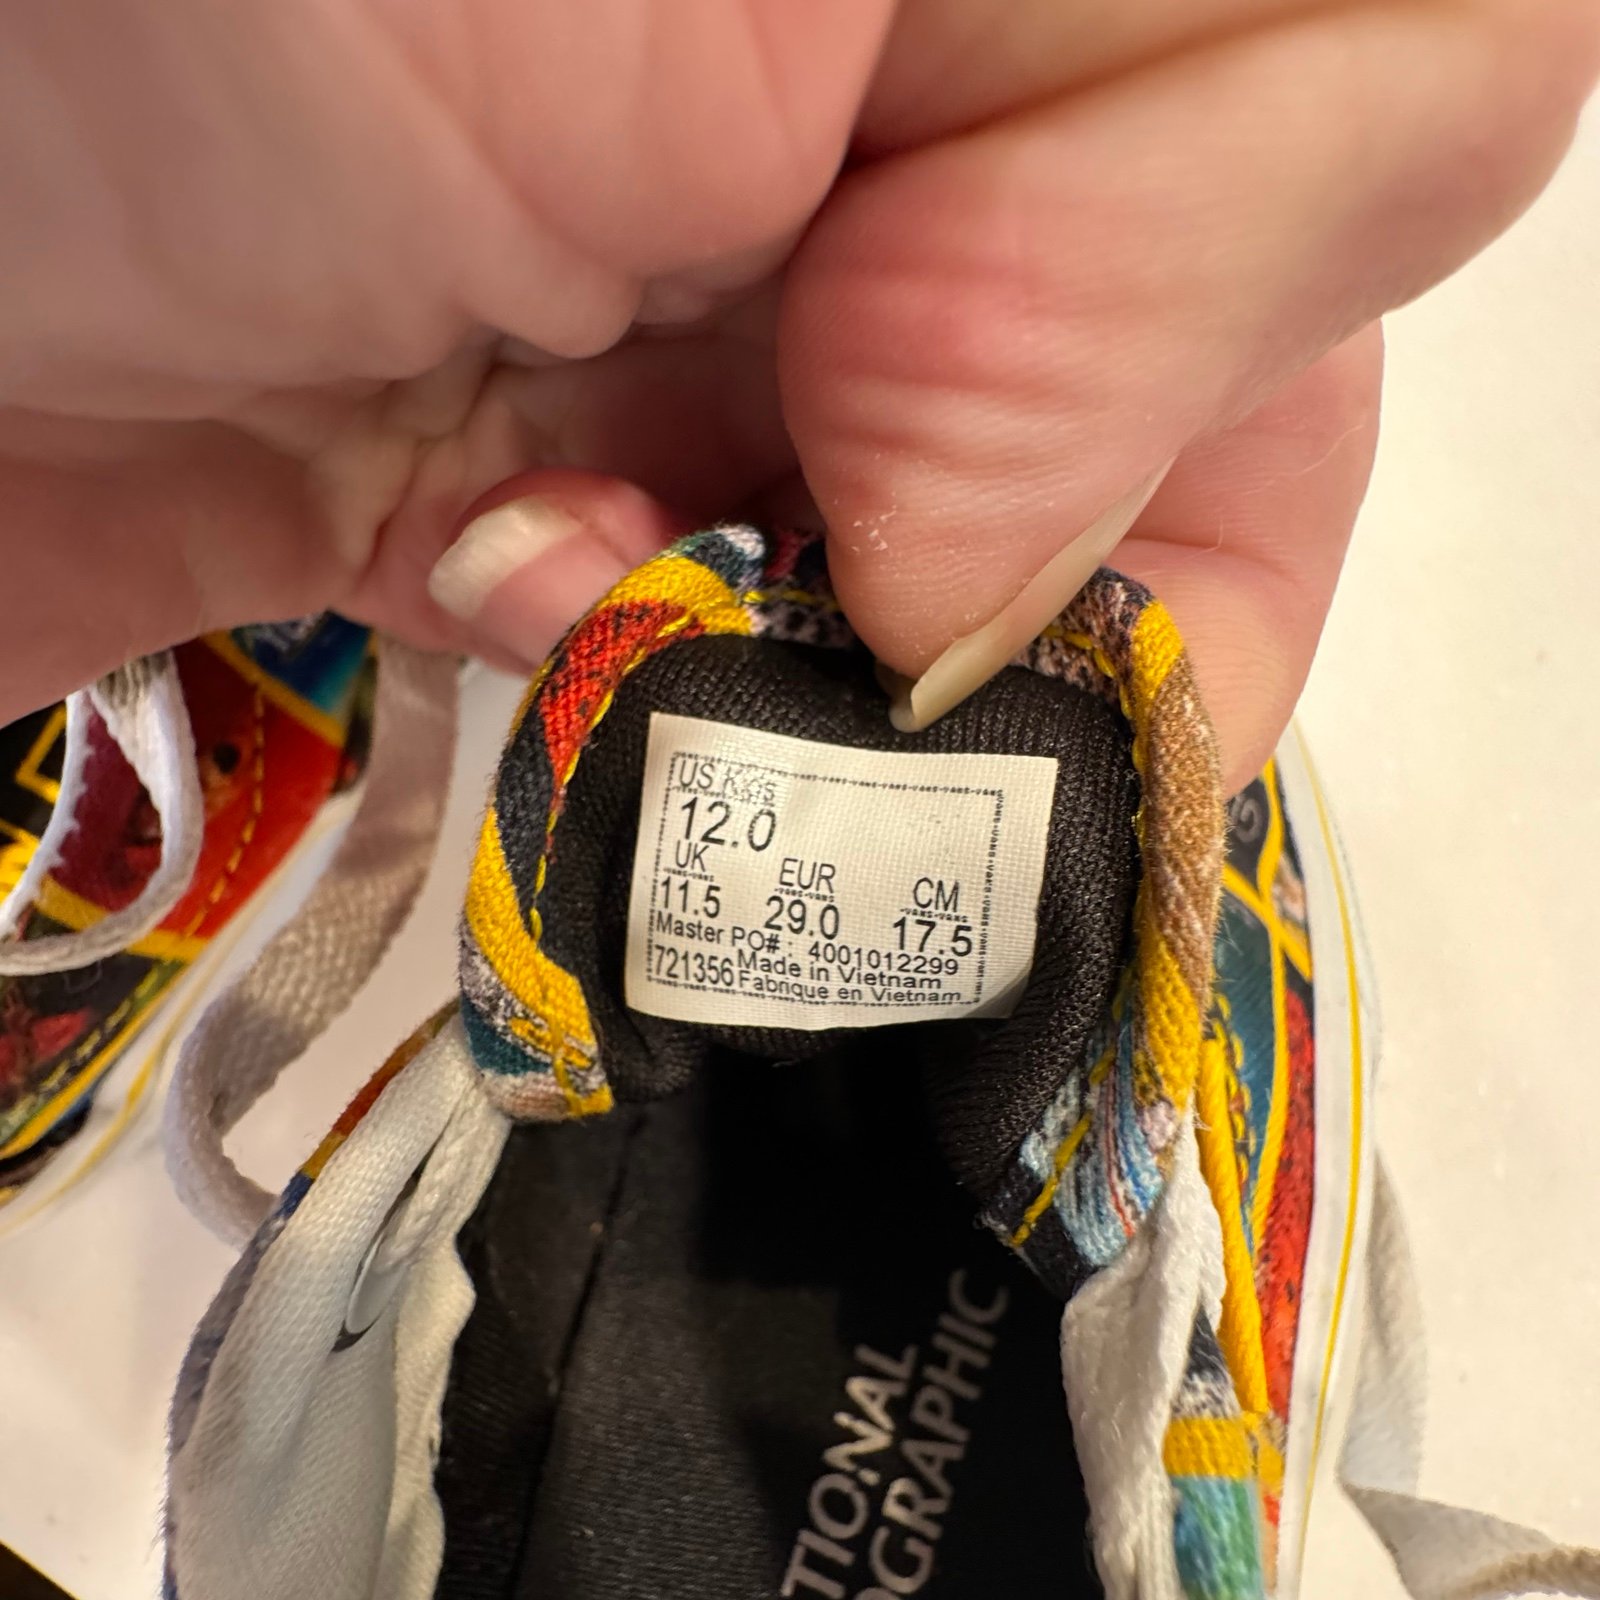 US Kids
12.0
UK EUR CM
11.5 29.0 17.5
Master PO# : 4001012299
721356 Made in Vietnam
Fabrique en Vietnam
TIONAL
OGRAPHIC